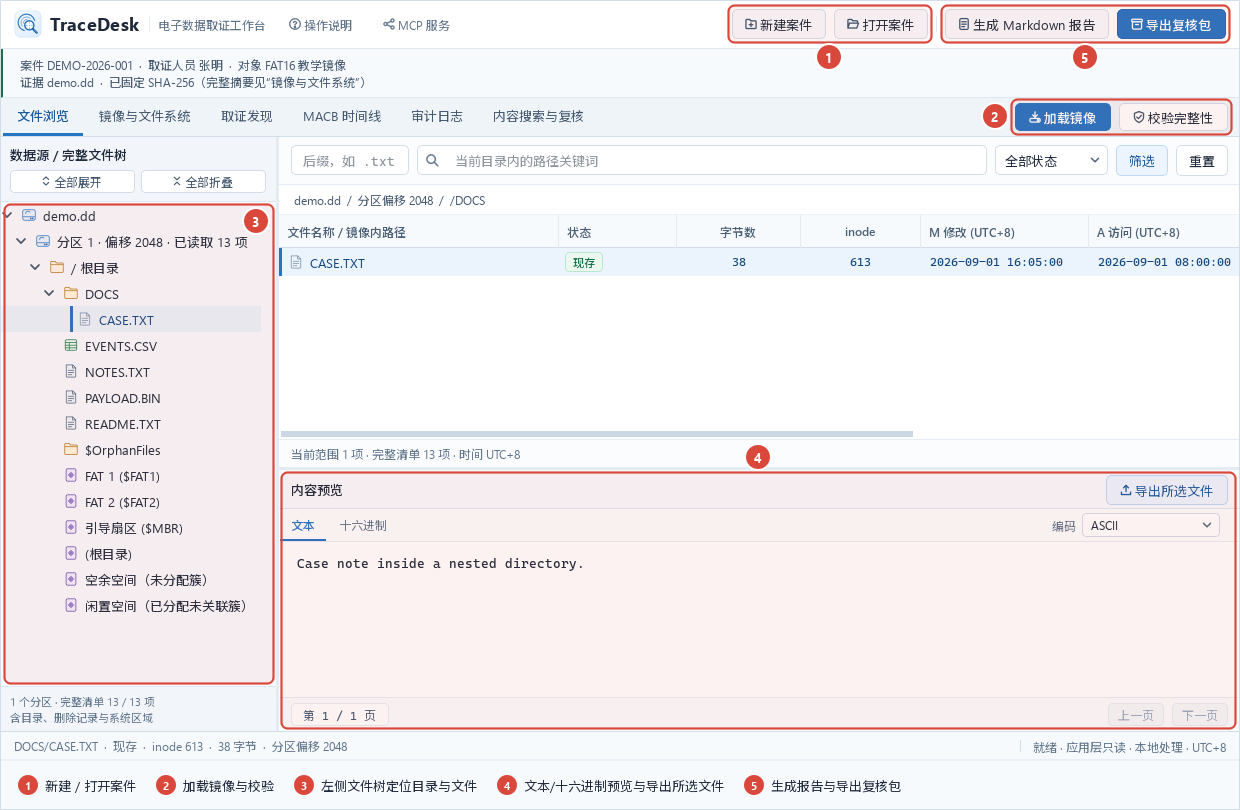 TraceDesk 电子数据取证工作台 操作说明 MCP 服务 新建案件 打开案件 生成 Markdown 报告 导出复核包
1 5
案件 DEMO-2026-001 · 取证人员 张明 · 对象 FAT16 教学镜像
证据 demo.dd · 已固定 SHA-256（完整摘要见“镜像与文件系统”）
文件浏览 镜像与文件系统 取证发现 MACB 时间线 审计日志 内容搜索与复核 2 加载镜像 校验完整性
数据源 / 完整文件树
全部展开 全部折叠
3
demo.dd
分区 1 · 偏移 2048 · 已读取 13 项
/ 根目录
DOCS
CASE.TXT
EVENTS.CSV
NOTES.TXT
PAYLOAD.BIN
README.TXT
$OrphanFiles
FAT 1 ($FAT1)
FAT 2 ($FAT2)
引导扇区 ($MBR)
(根目录)
空余空间（未分配簇）
闲置空间（已分配未关联簇）
1 个分区 · 完整清单 13 / 13 项
含目录、删除记录与系统区域
后缀，如 .txt 当前目录内的路径关键词 全部状态 筛选 重置
demo.dd / 分区偏移 2048 / /DOCS
文件名称 / 镜像内路径 状态 字节数 inode M 修改 (UTC+8) A 访问 (UTC+8)
CASE.TXT 现存 38 613 2026-09-01 16:05:00 2026-09-01 08:00:00
当前范围 1 项 · 完整清单 13 项 · 时间 UTC+8
4
内容预览 导出所选文件
文本 十六进制 编码 ASCII
Case note inside a nested directory.
第 1 / 1 页 上一页 下一页
DOCS/CASE.TXT · 现存 · inode 613 · 38 字节 · 分区偏移 2048 就绪 · 应用层只读 · 本地处理 · UTC+8
1 新建 / 打开案件 2 加载镜像与校验 3 左侧文件树定位目录与文件 4 文本/十六进制预览与导出所选文件 5 生成报告与导出复核包